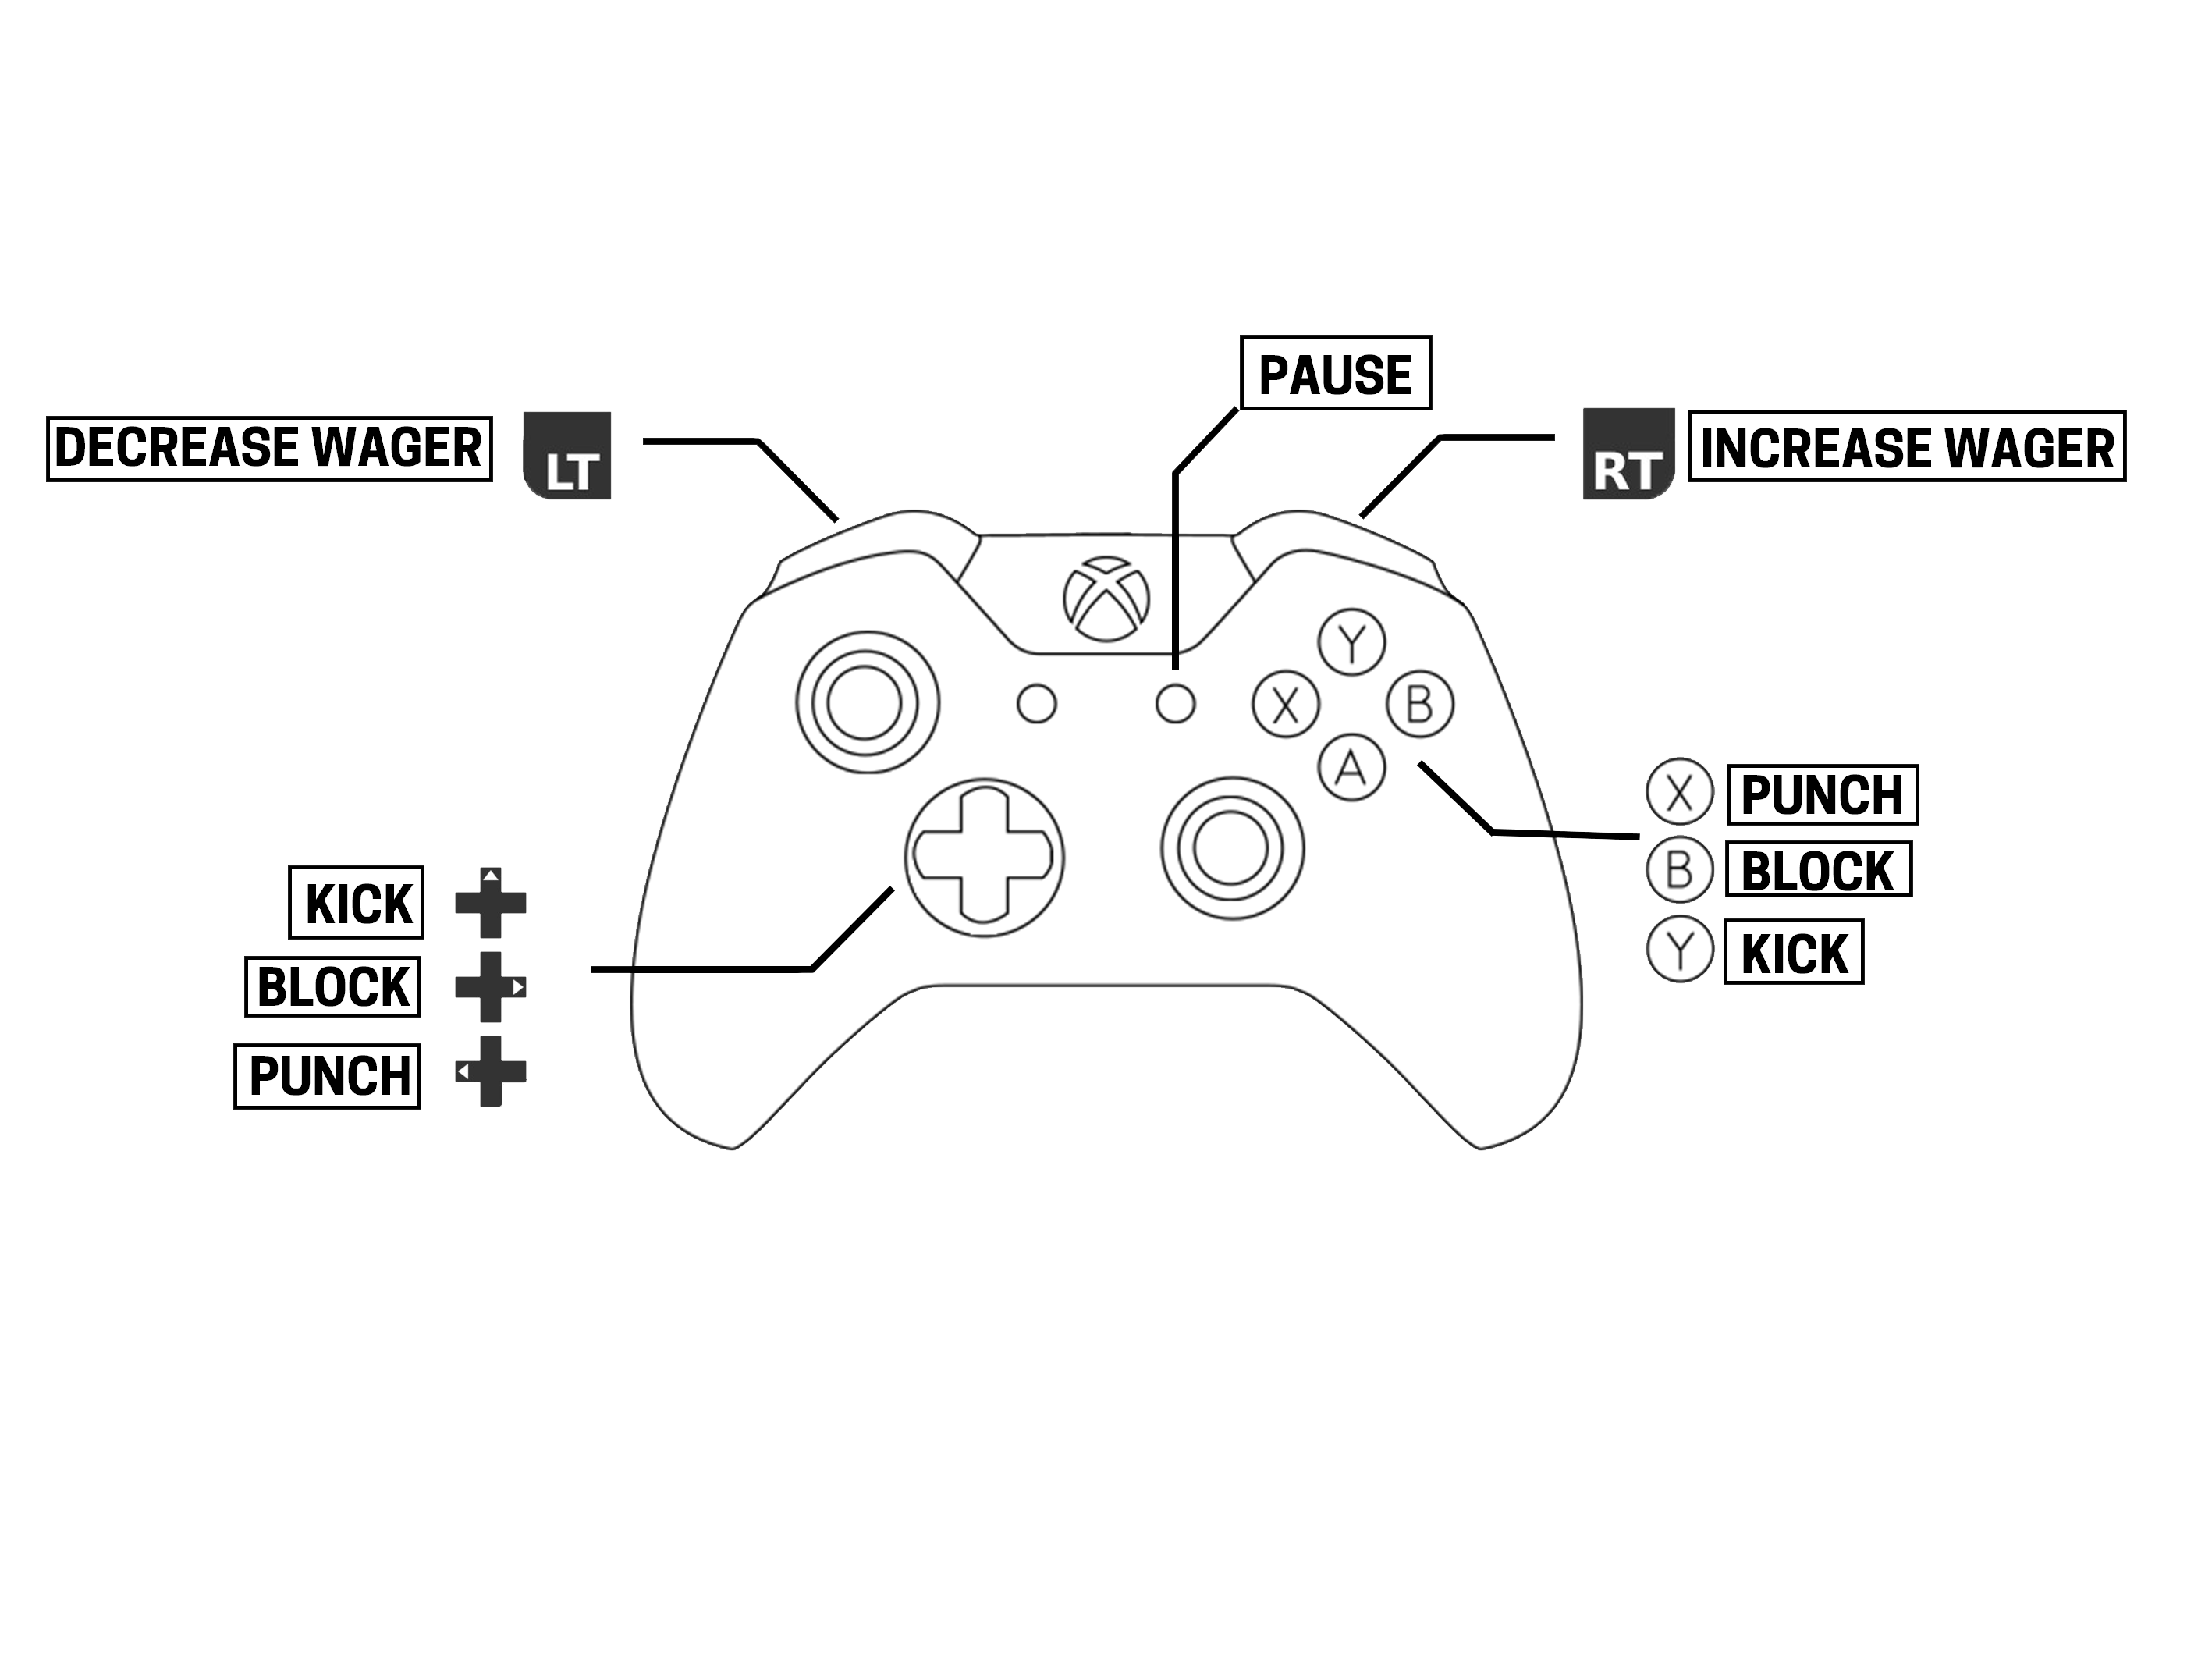 PAUSE
DECREASE WAGER LT
RT INCREASE WAGER
Y
X B
A
X PUNCH
B BLOCK
Y KICK
KICK
BLOCK
PUNCH